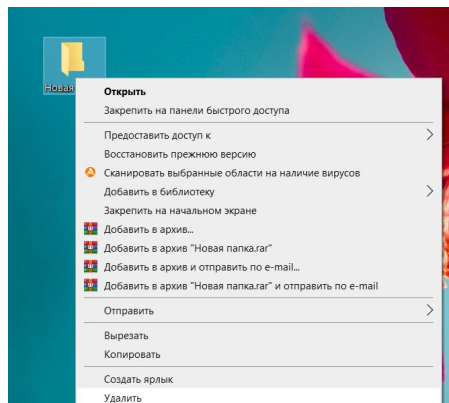 Новая
Открыть
Закрепить на панели быстрого доступа
Предоставить доступ к
Восстановить прежнюю версию
Сканировать выбранные области на наличие вирусов
Добавить в библиотеку
Закрепить на начальном экране
Добавить в архив...
Добавить в архив "Новая папка.rar"
Добавить в архив и отправить по e-mail...
Добавить в архив "Новая папка.rar" и отправить по e-mail
Отправить
Вырезать
Копировать
Создать ярлык
Удалить